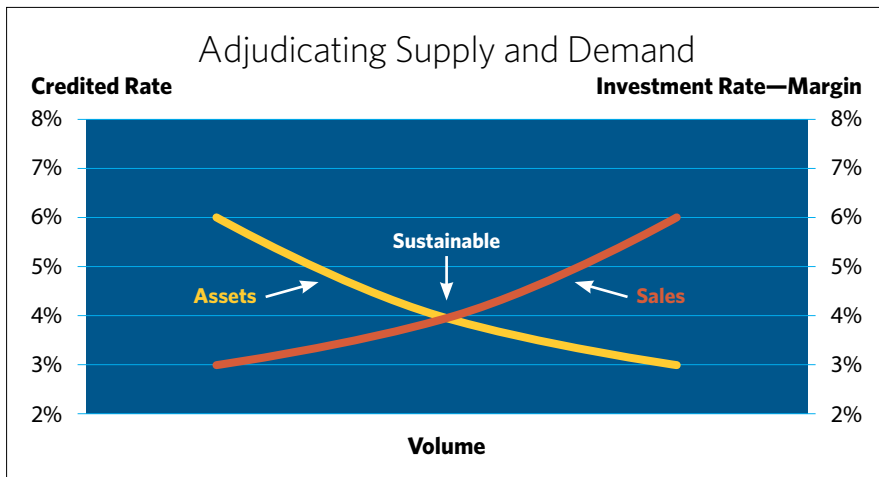 Adjudicating Supply and Demand
Credited Rate
Investment Rate—Margin
8%
8%
7%
7%
6%
6%
Sustainable
5%
5%
Assets
Sales
4%
4%
3%
3%
2%
2%
Volume